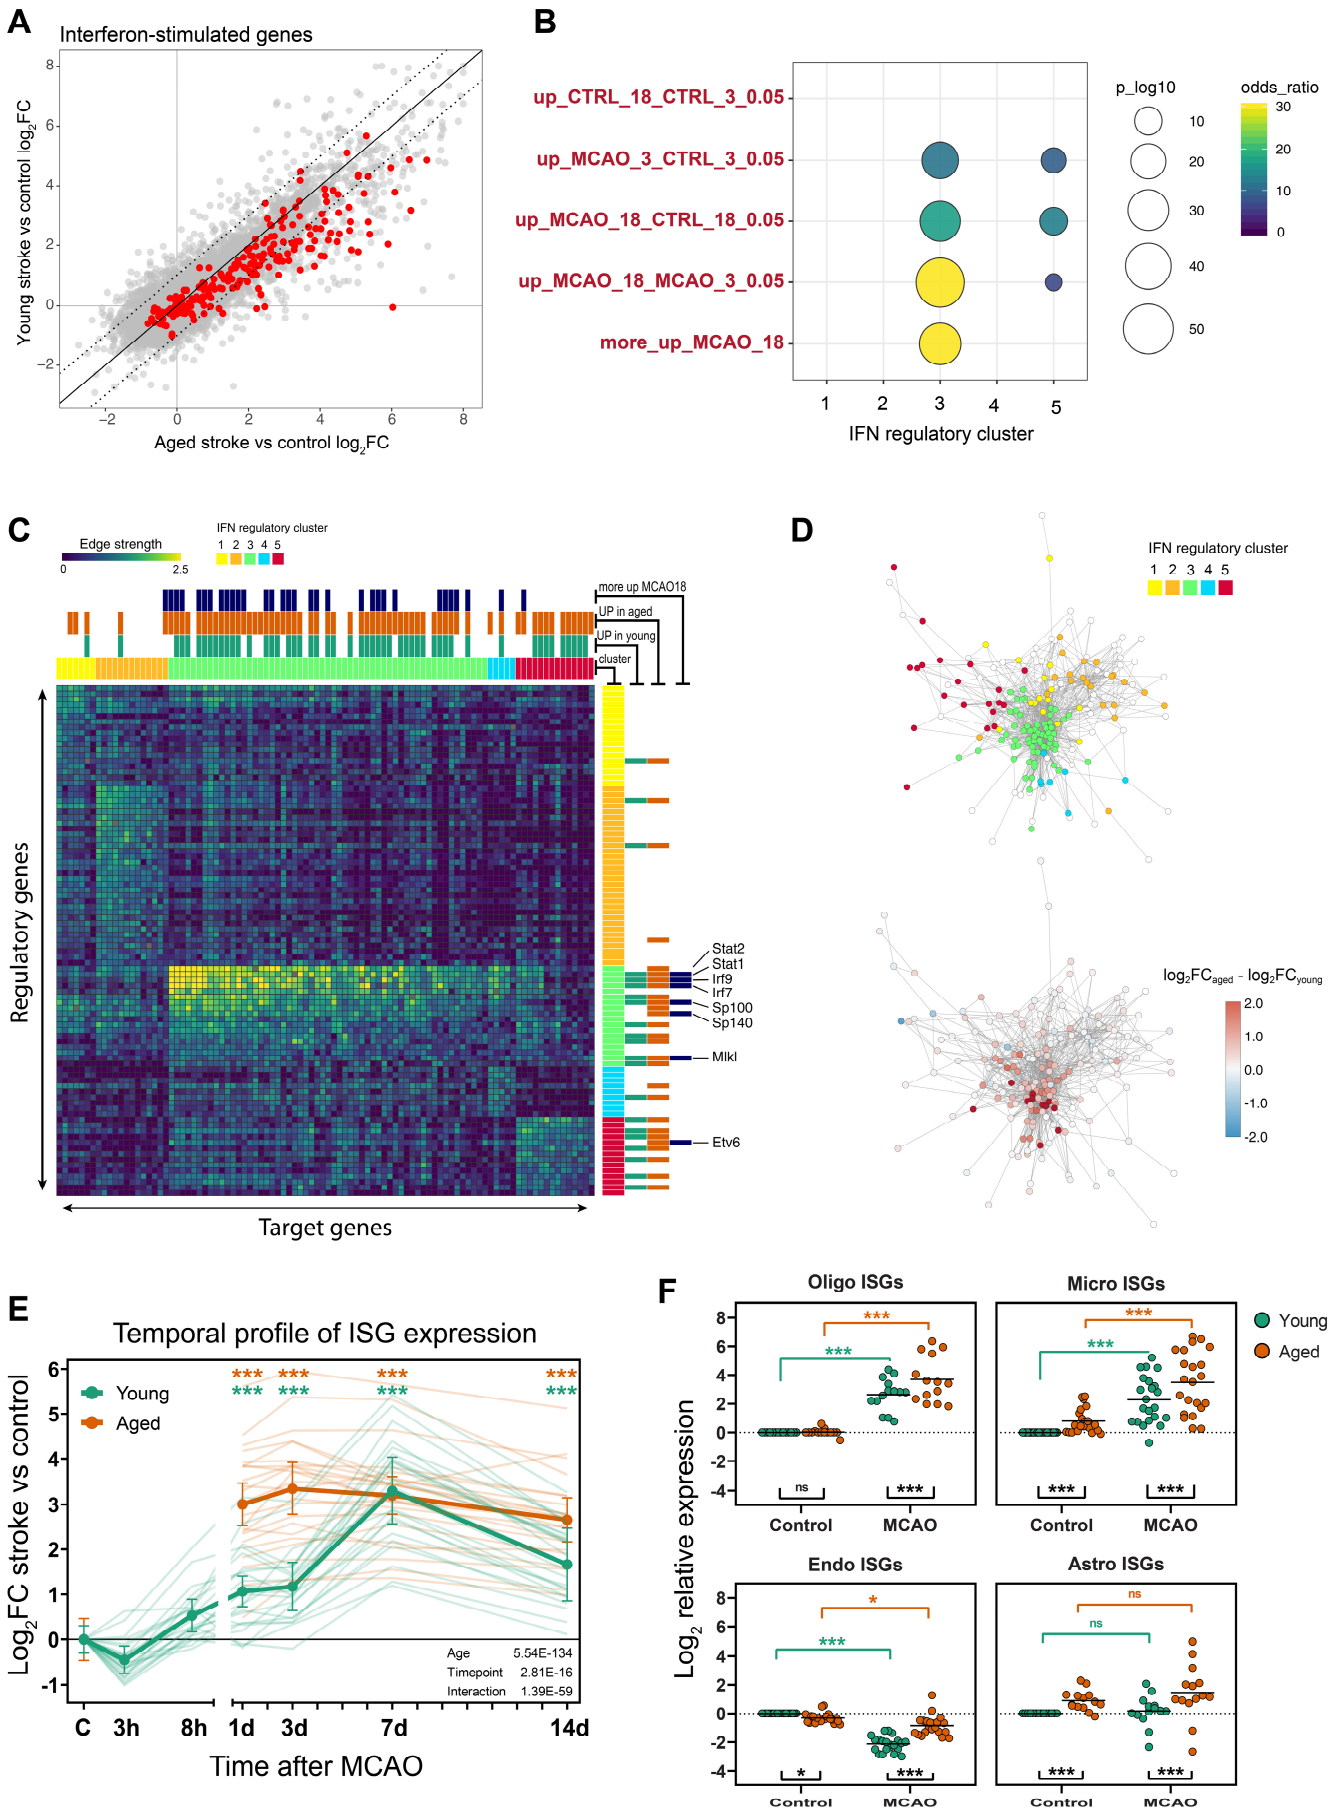 A
Interferon-stimulated genes
Young stroke vs control log2FC
8
6
4
2
0
−2
−2
0
2
4
6
8
Aged stroke vs control log2FC
B
up_CTRL_18_CTRL_3_0.05
up_MCAO_3_CTRL_3_0.05
up_MCAO_18_CTRL_18_0.05
up_MCAO_18_MCAO_3_0.05
more_up_MCAO_18
1
2
3
4
5
IFN regulatory cluster
p_log10
10
20
30
40
50
odds_ratio
30
20
10
0
C
Edge strength
0
2.5
IFN regulatory cluster
1 2 3 4 5
more up MCAO18
UP in aged
UP in young
cluster
Regulatory genes
Target genes
Stat2
Stat1
Irf9
Irf7
Sp100
Sp140
Mlkl
Etv6
D
IFN regulatory cluster
1 2 3 4 5
log2FCaged - log2FCyoung
2.0
1.0
0.0
-1.0
-2.0
E
Temporal profile of ISG expression
Log2FC stroke vs control
6
5
4
3
2
1
0
-1
Young
Aged
*** *** *** ***
*** *** *** ***
Age 5.54E-134
Timepoint 2.81E-16
Interaction 1.39E-59
C 3h 8h 1d 3d 7d 14d
Time after MCAO
F
Log2 relative expression
Oligo ISGs
8
6
4
2
0
-2
-4
***
***
ns
***
Control MCAO
Micro ISGs
***
***
***
***
Control MCAO
Young
Aged
Endo ISGs
8
6
4
2
0
-2
-4
*
***
*
***
Control MCAO
Astro ISGs
ns
ns
***
***
Control MCAO